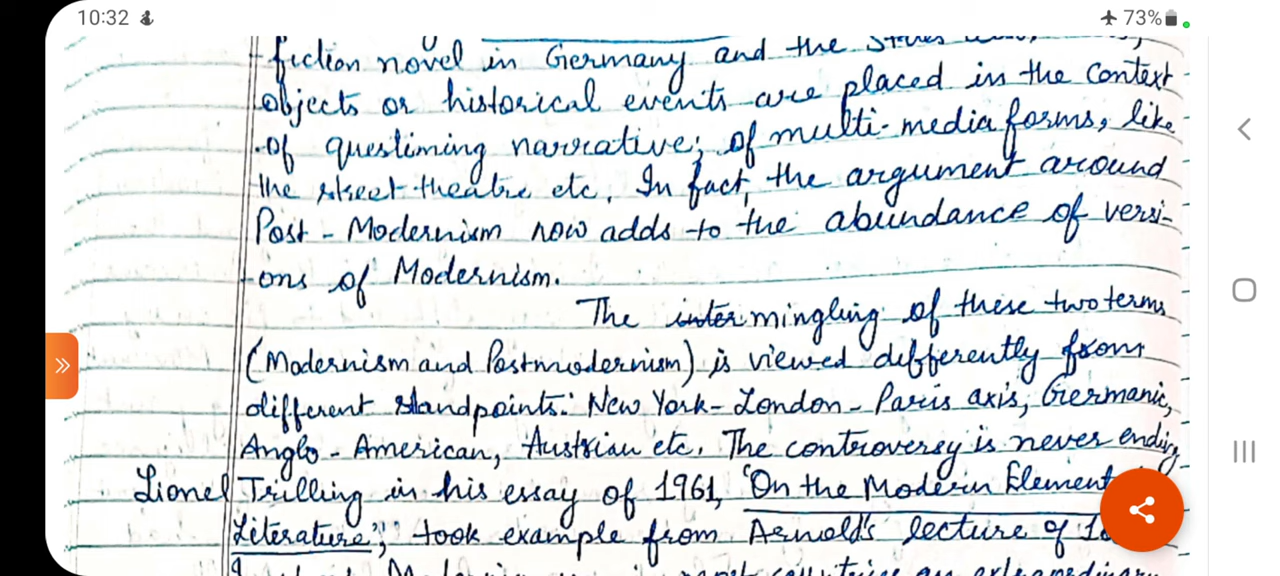 10:32 73%
fiction novel in Germany and the
objects or historical events are placed in the context
of questiming narrative; of multi-media forms, like
the street-theatre etc. In fact, the argument around
Post-Modernism now adds to the abundance of versi-
ons of Modernism.
The intermingling of these two terms
(Modernism and Postmodernism) is viewed differently from
different standpoints: New York-London-Paris axis, Germanic,
Anglo-American, Austrian etc. The controversy is never ending
Lionel Trilling in his essay of 1961, "On the Modern Element
Literature", took example from Arnold's lecture of